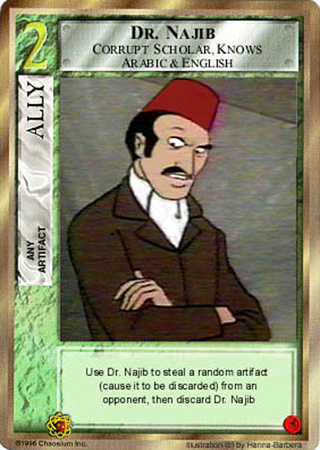 2
DR. NAJIB
CORRUPT SCHOLAR, KNOWS
ARABIC & ENGLISH
ALLY
ANY
ARTIFACT
Use Dr. Najib to steal a random artifact
(cause it to be discarded) from an
opponent, then discard Dr. Najib
©1996 Chaosium Inc.
Illustration (s) by Hanna-Barbera